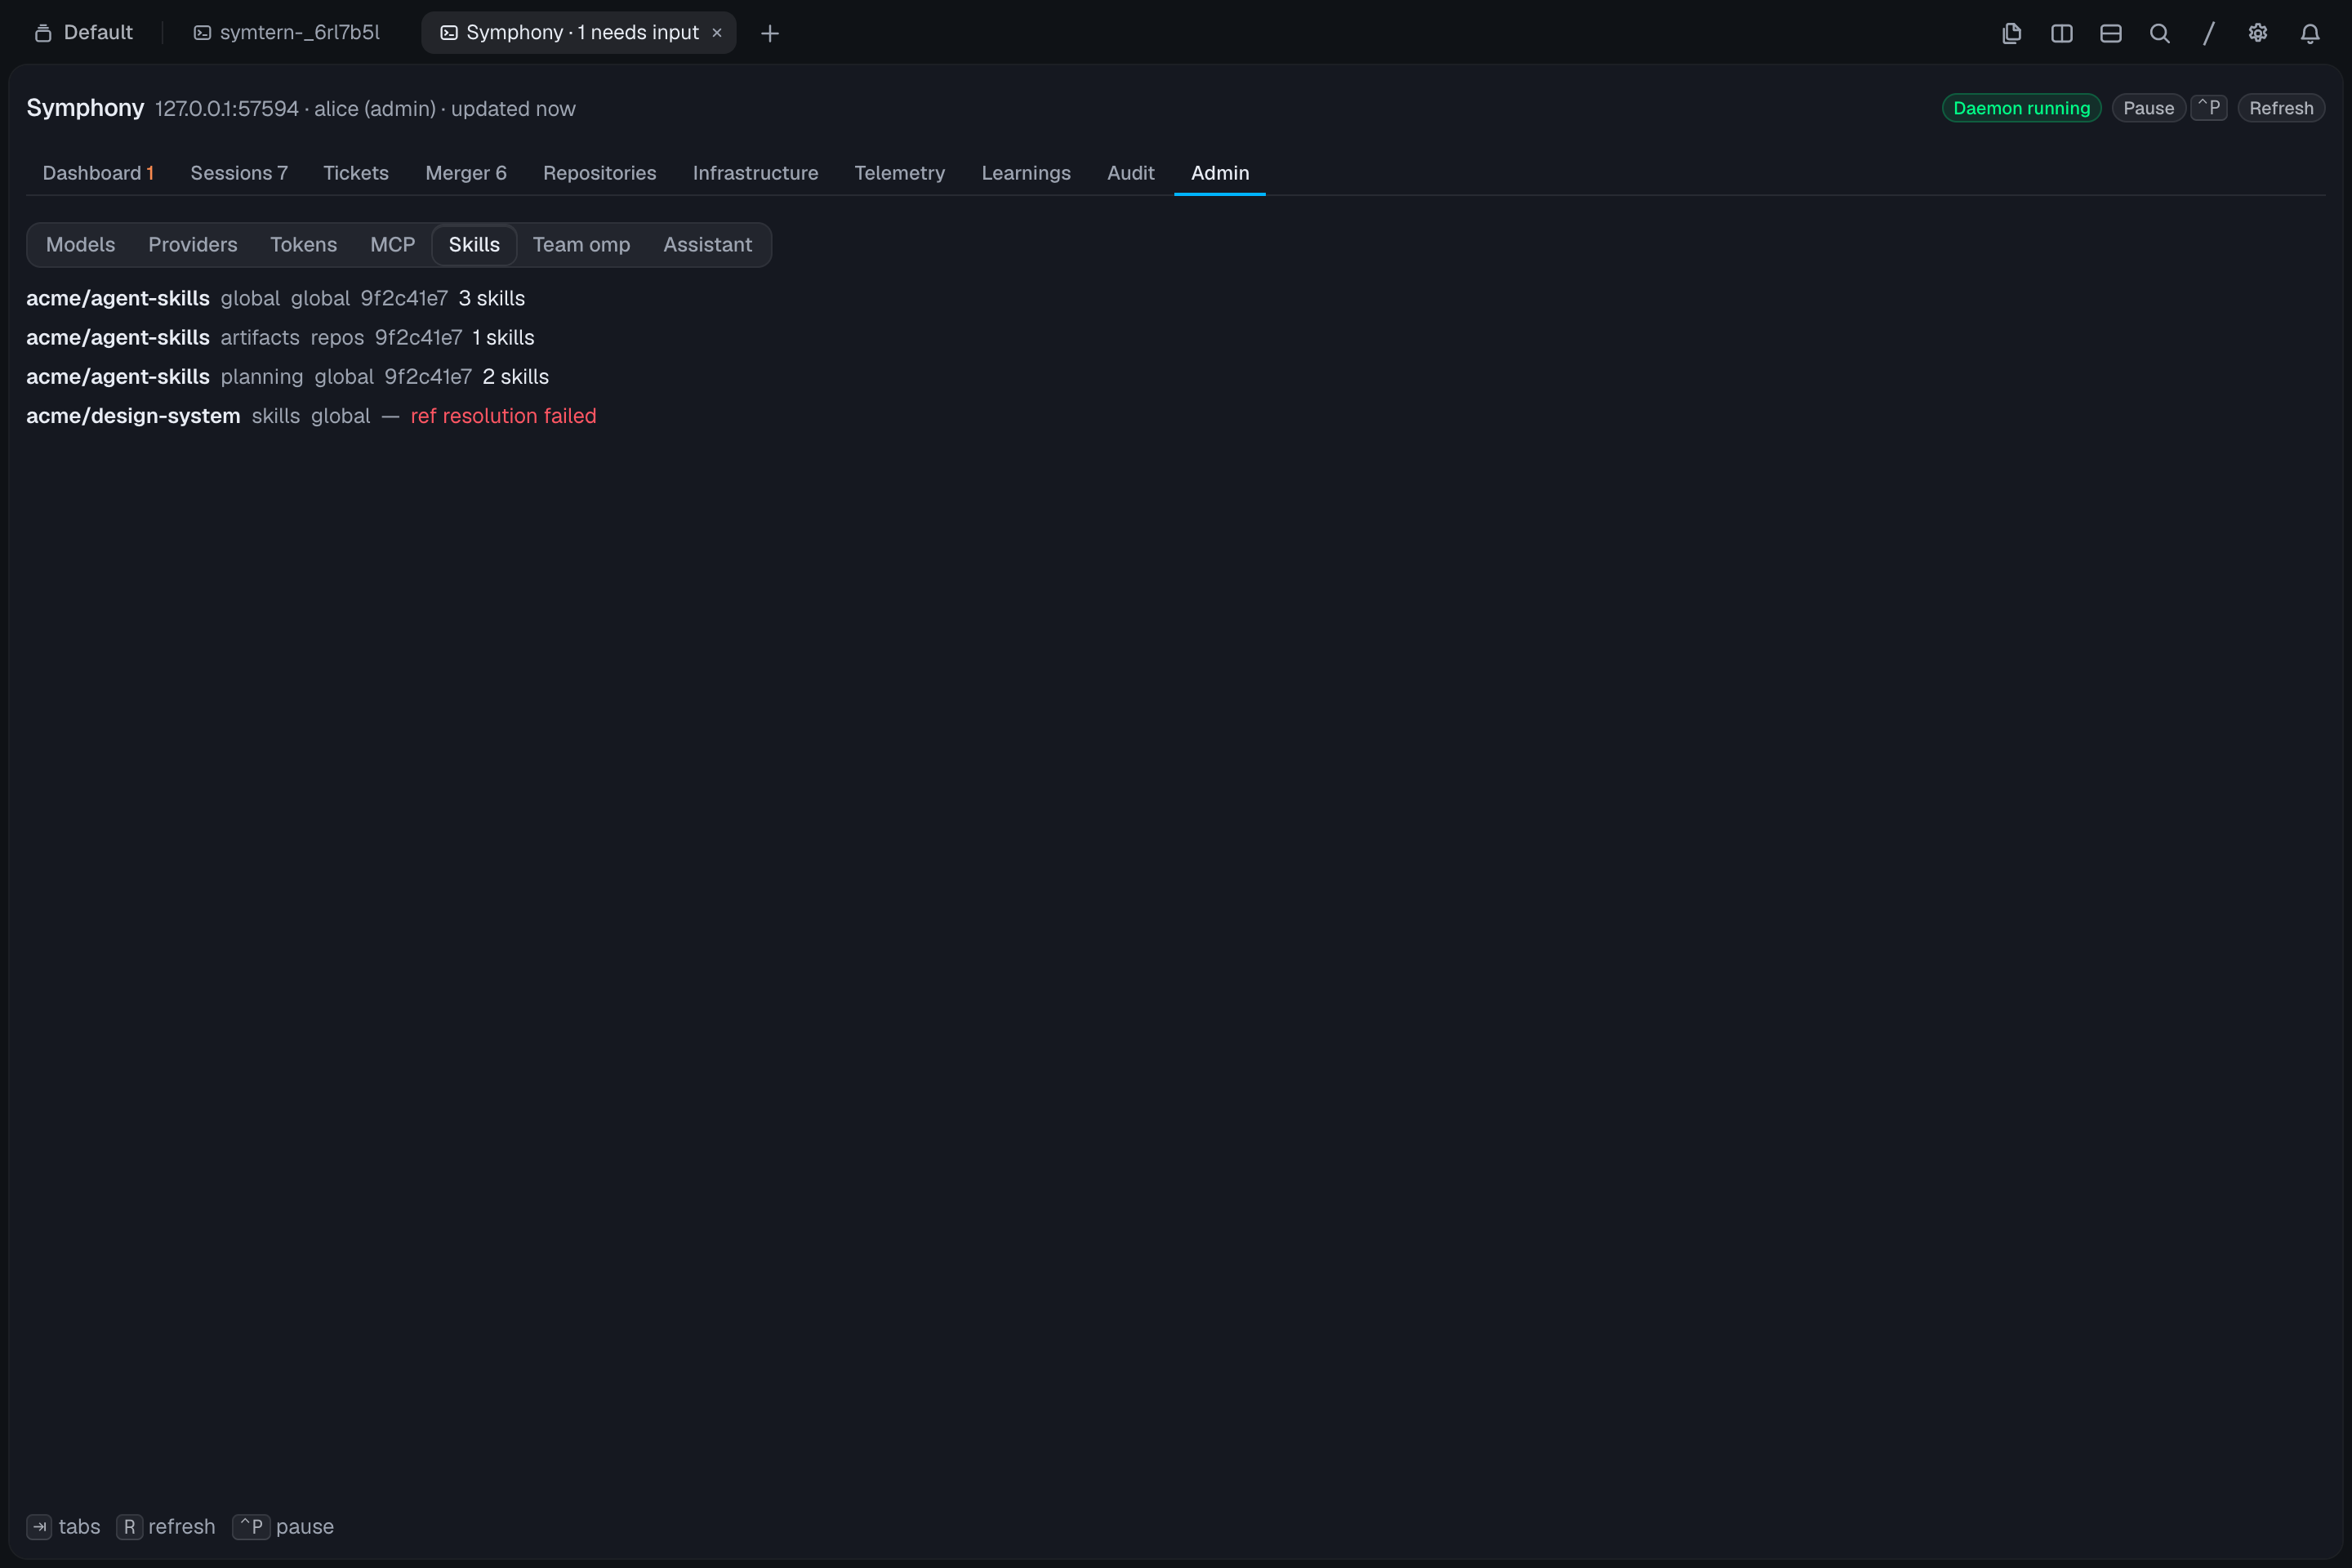 Default symtern-_6rl7b5l Symphony · 1 needs input × +
Symphony 127.0.0.1:57594 · alice (admin) · updated now Daemon running Pause ^P Refresh
Dashboard 1 Sessions 7 Tickets Merger 6 Repositories Infrastructure Telemetry Learnings Audit Admin
Models Providers Tokens MCP Skills Team omp Assistant
acme/agent-skills global global 9f2c41e7 3 skills
acme/agent-skills artifacts repos 9f2c41e7 1 skills
acme/agent-skills planning global 9f2c41e7 2 skills
acme/design-system skills global — ref resolution failed
tabs R refresh ^P pause